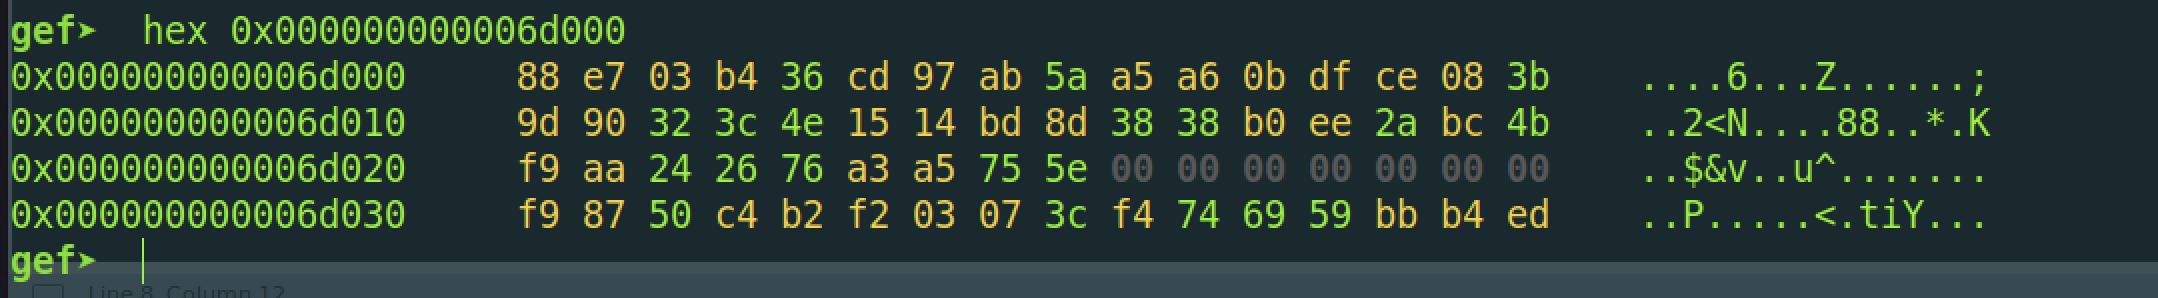 gef➤  hex 0x000000000006d000
0x000000000006d000     88 e7 03 b4 36 cd 97 ab 5a a5 a6 0b df ce 08 3b    ....6...Z......;
0x000000000006d010     9d 90 32 3c 4e 15 14 bd 8d 38 38 b0 ee 2a bc 4b    ..2<N....88..*.K
0x000000000006d020     f9 aa 24 26 76 a3 a5 75 5e 00 00 00 00 00 00 00    ..$&v..u^.......
0x000000000006d030     f9 87 50 c4 b2 f2 03 07 3c f4 74 69 59 bb b4 ed    ..P.....<.tiY...
gef➤
Line 8, Column 12